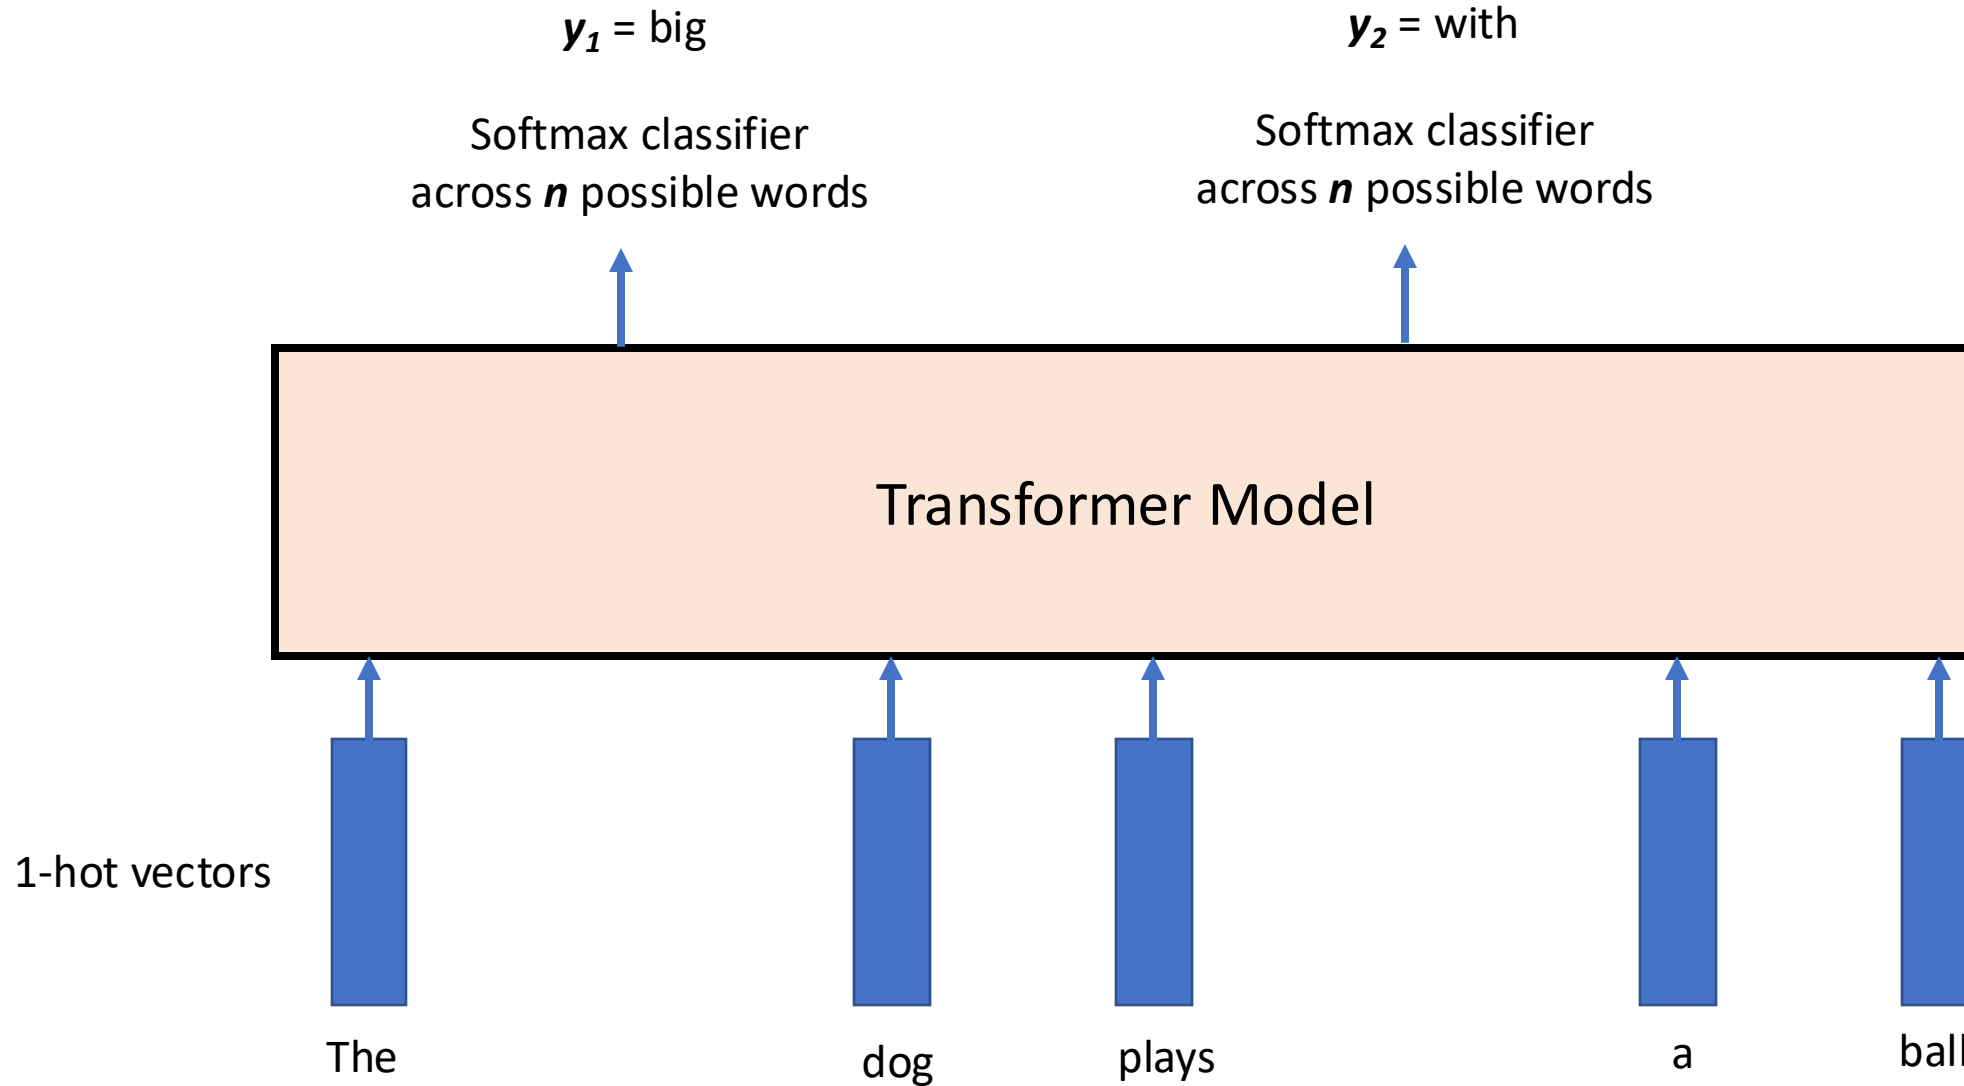 y1 = big
y2 = with
Softmax classifier
across n possible words
Softmax classifier
across n possible words
Transformer Model
1-hot vectors
The
dog
plays
a
ball